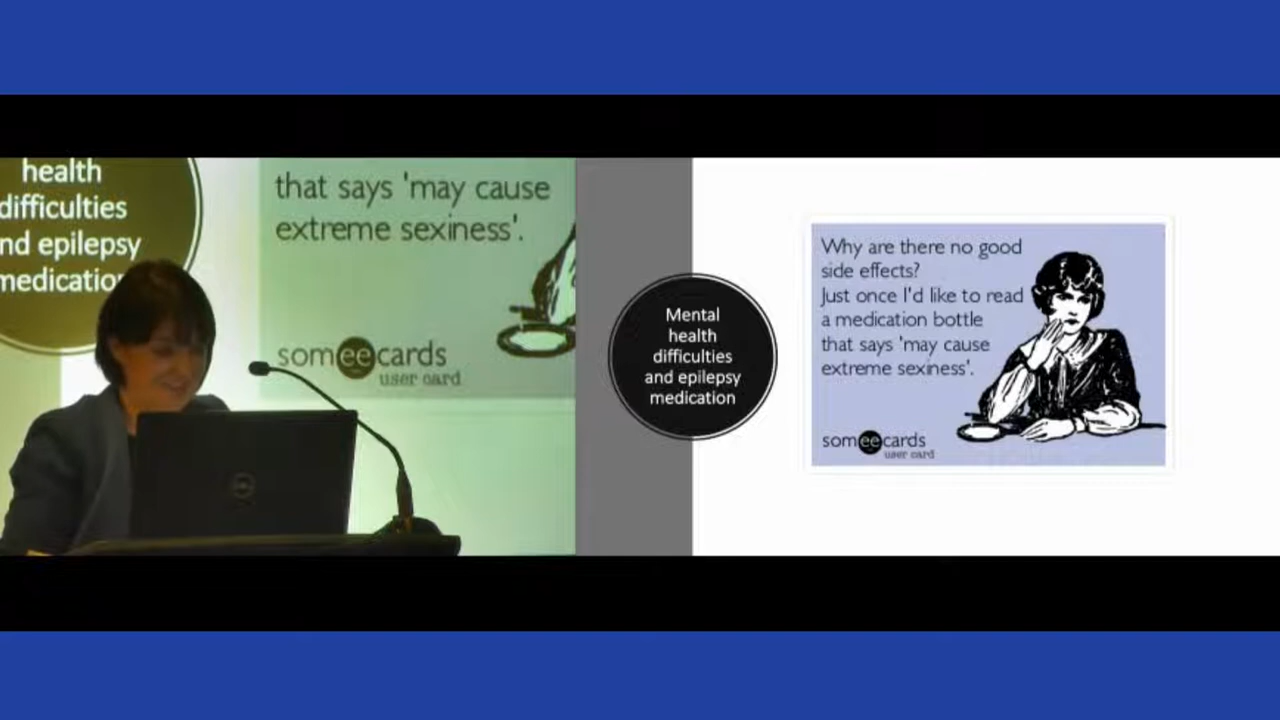 health
difficulties
nd epilepsy
medication
that says 'may cause
extreme sexiness'.
someecards
user card
Mental
health
difficulties
and epilepsy
medication
Why are there no good
side effects?
Just once I'd like to read
a medication bottle
that says 'may cause
extreme sexiness'.
someecards
user card